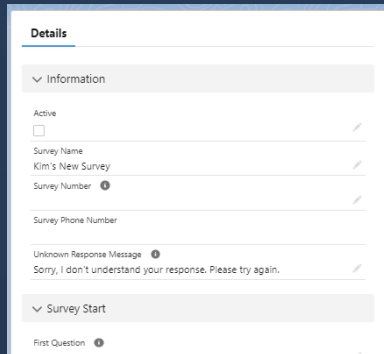 Details
Information
Active
Survey Name
Kim's New Survey
Survey Number
Survey Phone Number
Unknown Response Message
Sorry, I don't understand your response. Please try again.
Survey Start
First Question